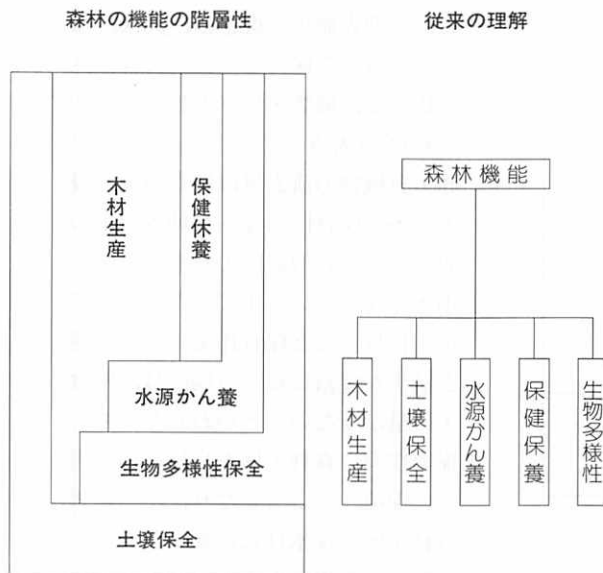 森林の機能の階層性
従来の理解
木材生産
保健休養
水源かん養
生物多様性保全
土壌保全
森林機能
木材生産
土壌保全
水源かん養
保健保養
生物多様性